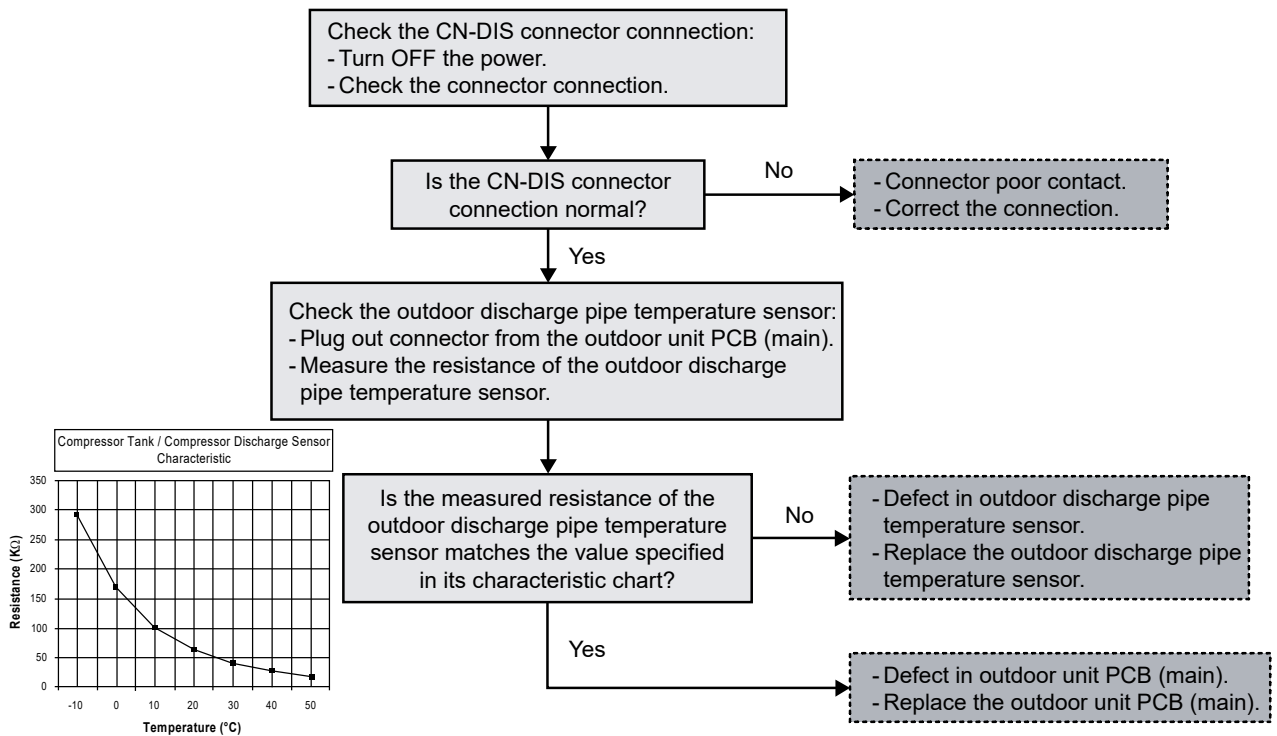 Check the CN-DIS connector connnection:
- Turn OFF the power.
- Check the connector connection.
Is the CN-DIS connector
connection normal?
No
- Connector poor contact.
- Correct the connection.
Yes
Check the outdoor discharge pipe temperature sensor:
- Plug out connector from the outdoor unit PCB (main).
- Measure the resistance of the outdoor discharge
pipe temperature sensor.
Compressor Tank / Compressor Discharge Sensor
Characteristic
350
300
250
200
150
100
50
0
Resistance (KΩ)
-10 0 10 20 30 40 50
Temperature (°C)
Is the measured resistance of the
outdoor discharge pipe temperature
sensor matches the value specified
in its characteristic chart?
No
- Defect in outdoor discharge pipe
temperature sensor.
- Replace the outdoor discharge pipe
temperature sensor.
Yes
- Defect in outdoor unit PCB (main).
- Replace the outdoor unit PCB (main).